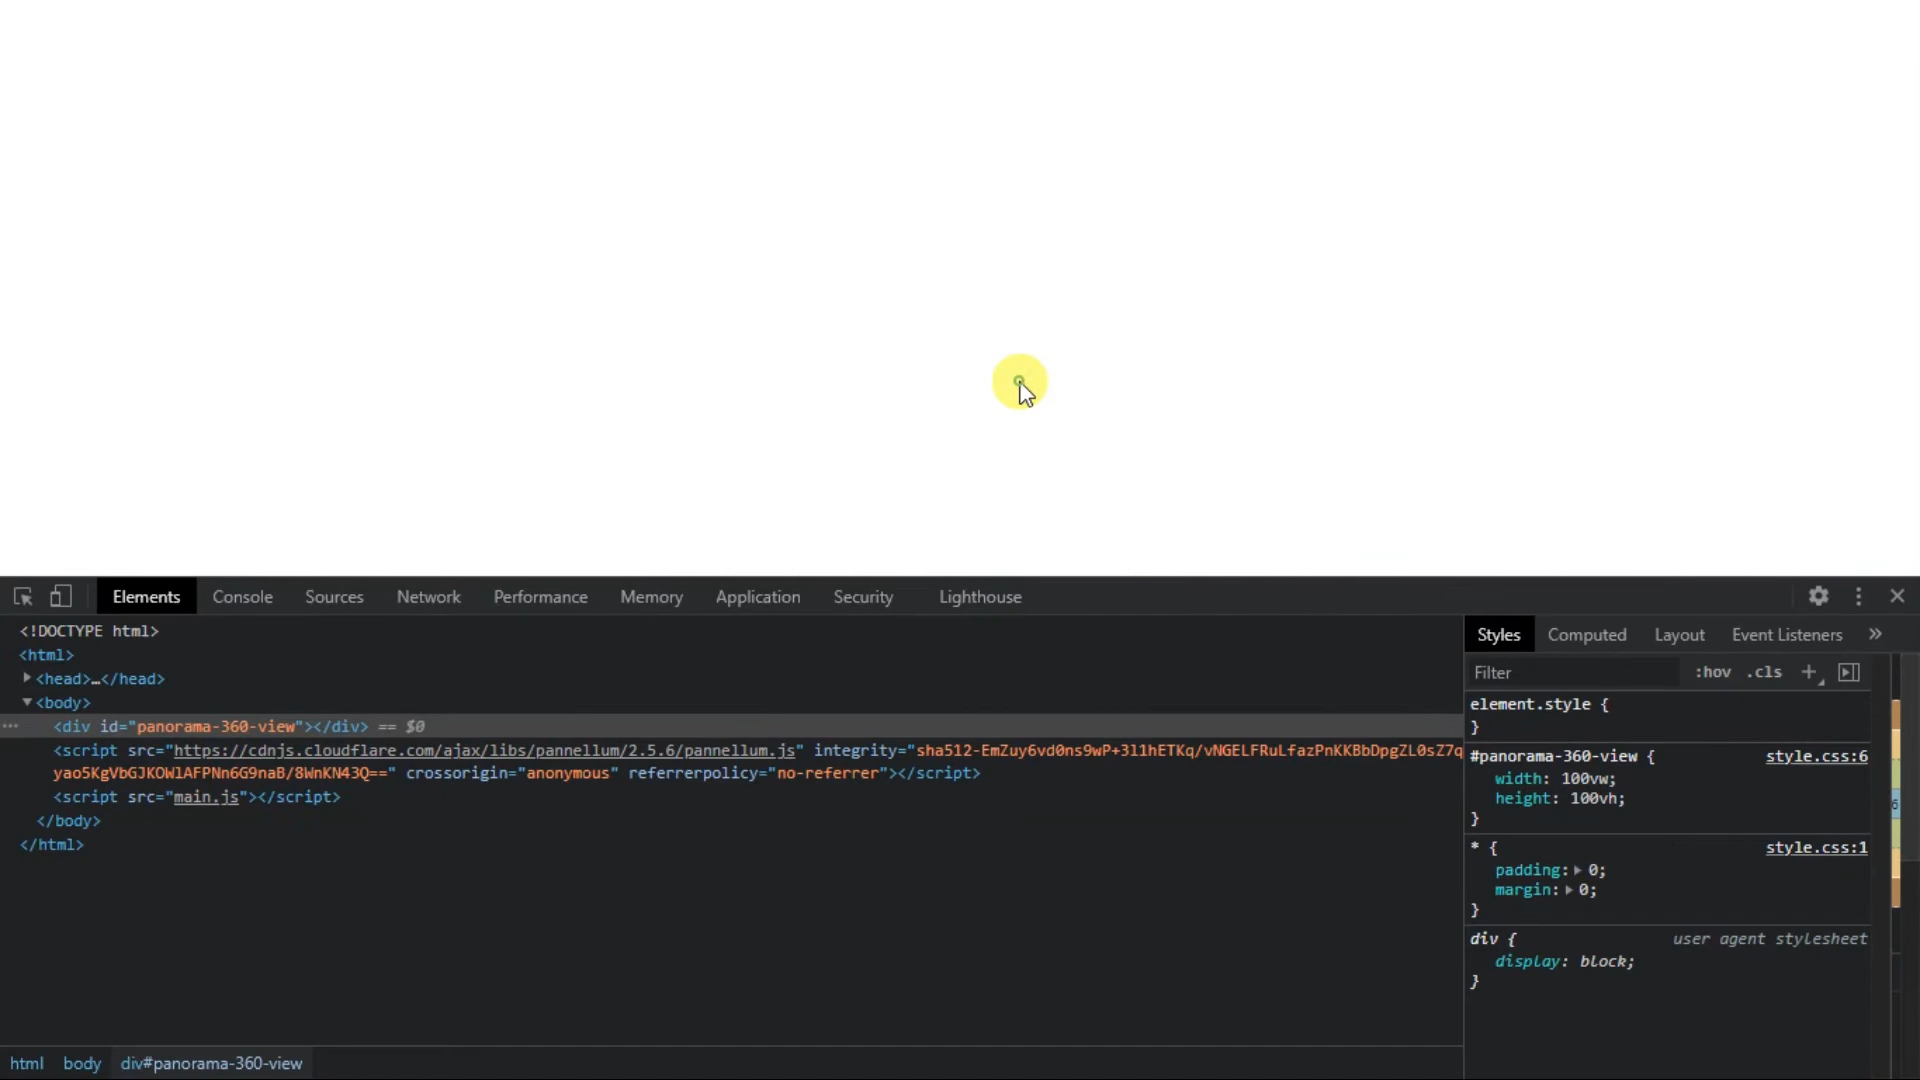 Elements Console Sources Network Performance Memory Application Security Lighthouse
<!DOCTYPE html>
<html>
<head>…</head>
<body>
<div id="panorama-360-view"></div> == $0
<script src="https://cdnjs.cloudflare.com/ajax/libs/pannellum/2.5.6/pannellum.js" integrity="sha512-EmZuy6vd0ns9wP+3l1hETKq/vNGELFRuLfazPnKKBbDpgZL0sZ7q
yao5KgVbGJKOWlAFPNn6G9naB/8WnKN43Q==" crossorigin="anonymous" referrerpolicy="no-referrer"></script>
<script src="main.js"></script>
</body>
</html>
html body div#panorama-360-view
Styles Computed Layout Event Listeners »
Filter :hov .cls +
element.style {
}
#panorama-360-view { style.css:6
width: 100vw;
height: 100vh;
}
* { style.css:1
padding: 0;
margin: 0;
}
div { user agent stylesheet
display: block;
}
6